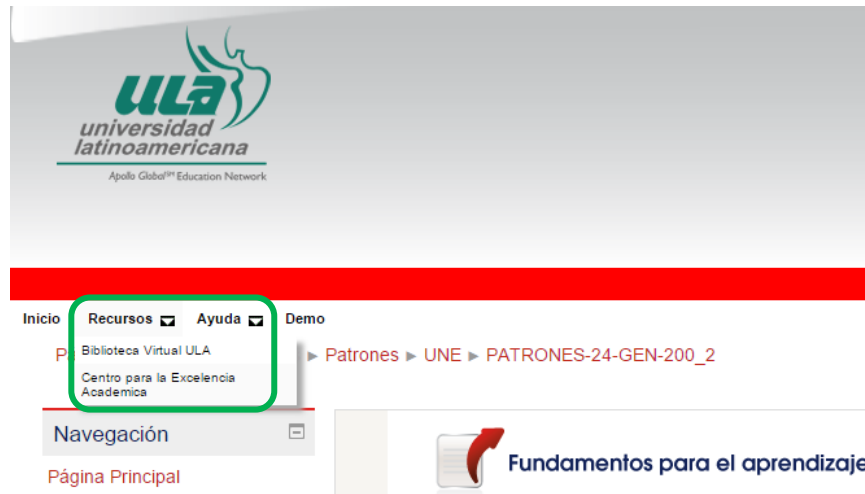 ula
universidad
latinoamericana
Apollo Global℠ Education Network
Inicio Recursos Ayuda Demo
Biblioteca Virtual ULA
Centro para la Excelencia
Academica
▶ Patrones ▶ UNE ▶ PATRONES-24-GEN-200_2
Navegación
Página Principal
Fundamentos para el aprendizaje